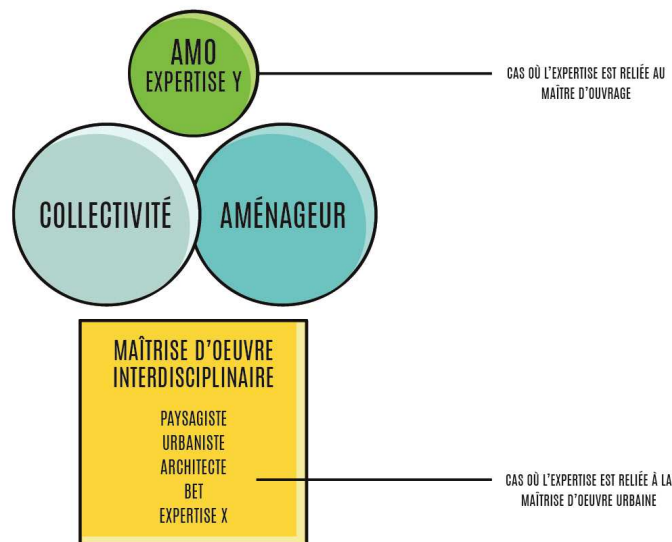 AMO
EXPERTISE Y
CAS OÙ L'EXPERTISE EST RELIÉE AU
MAÎTRE D'OUVRAGE
COLLECTIVITÉ
AMÉNAGEUR
MAÎTRISE D'OEUVRE
INTERDISCIPLINAIRE
PAYSAGISTE
URBANISTE
ARCHITECTE
BET
EXPERTISE X
CAS OÙ L'EXPERTISE EST RELIÉE À LA
MAÎTRISE D'OEUVRE URBAINE